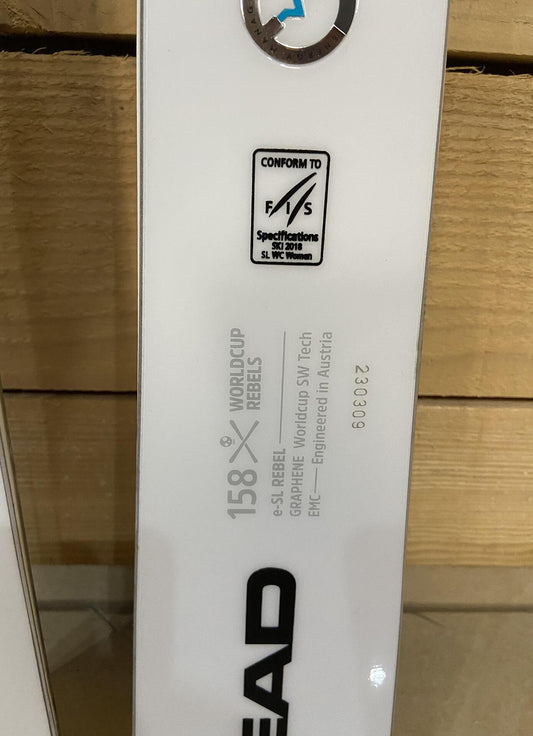 CONFORM TO
FIS
Specifications
SKI 2018
SL WC Women
158 WORLDCUP
REBELS
e-SL REBEL
GRAPHENE Worldcup SW Tech
EMC — Engineered in Austria
230309
EAD